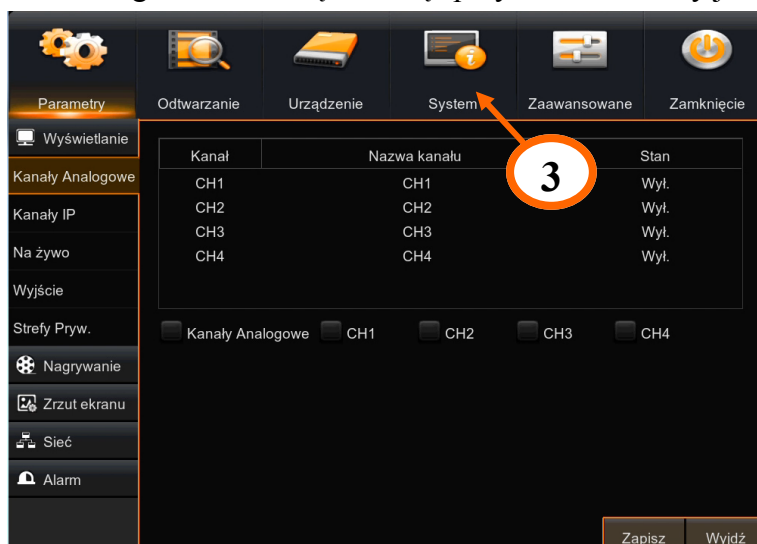 Parametry Odtwarzanie Urządzenie System Zaawansowane Zamknięcie
3
Wyświetlanie
Kanały Analogowe
Kanały IP
Na żywo
Wyjście
Strefy Pryw.
Nagrywanie
Zrzut ekranu
Sieć
Alarm
Kanał Nazwa kanału Stan
CH1 CH1 Wył.
CH2 CH2 Wył.
CH3 CH3 Wył.
CH4 CH4 Wył.
Kanały Analogowe CH1 CH2 CH3 CH4
Zapisz Wyjdź